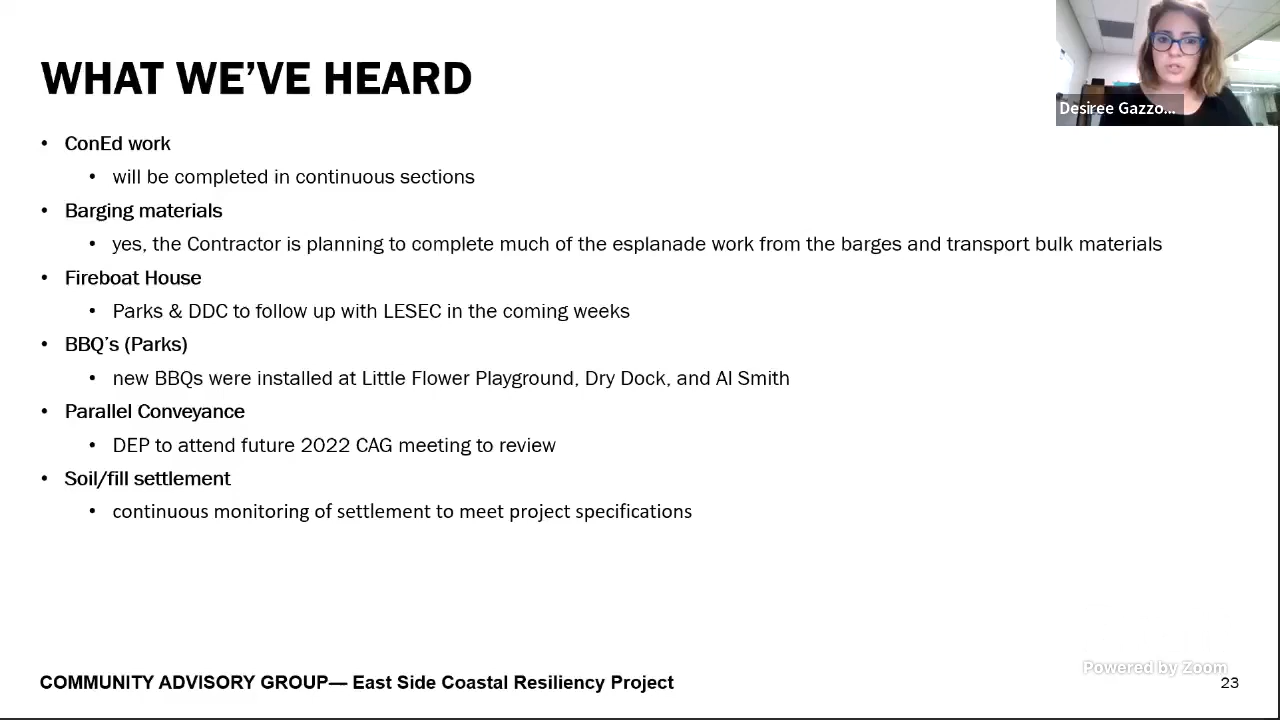 WHAT WE'VE HEARD
Desiree Gazzo...
• ConEd work
• will be completed in continuous sections
• Barging materials
• yes, the Contractor is planning to complete much of the esplanade work from the barges and transport bulk materials
• Fireboat House
• Parks & DDC to follow up with LESEC in the coming weeks
• BBQ's (Parks)
• new BBQs were installed at Little Flower Playground, Dry Dock, and Al Smith
• Parallel Conveyance
• DEP to attend future 2022 CAG meeting to review
• Soil/fill settlement
• continuous monitoring of settlement to meet project specifications
Powered by Zoom
COMMUNITY ADVISORY GROUP— East Side Coastal Resiliency Project
23